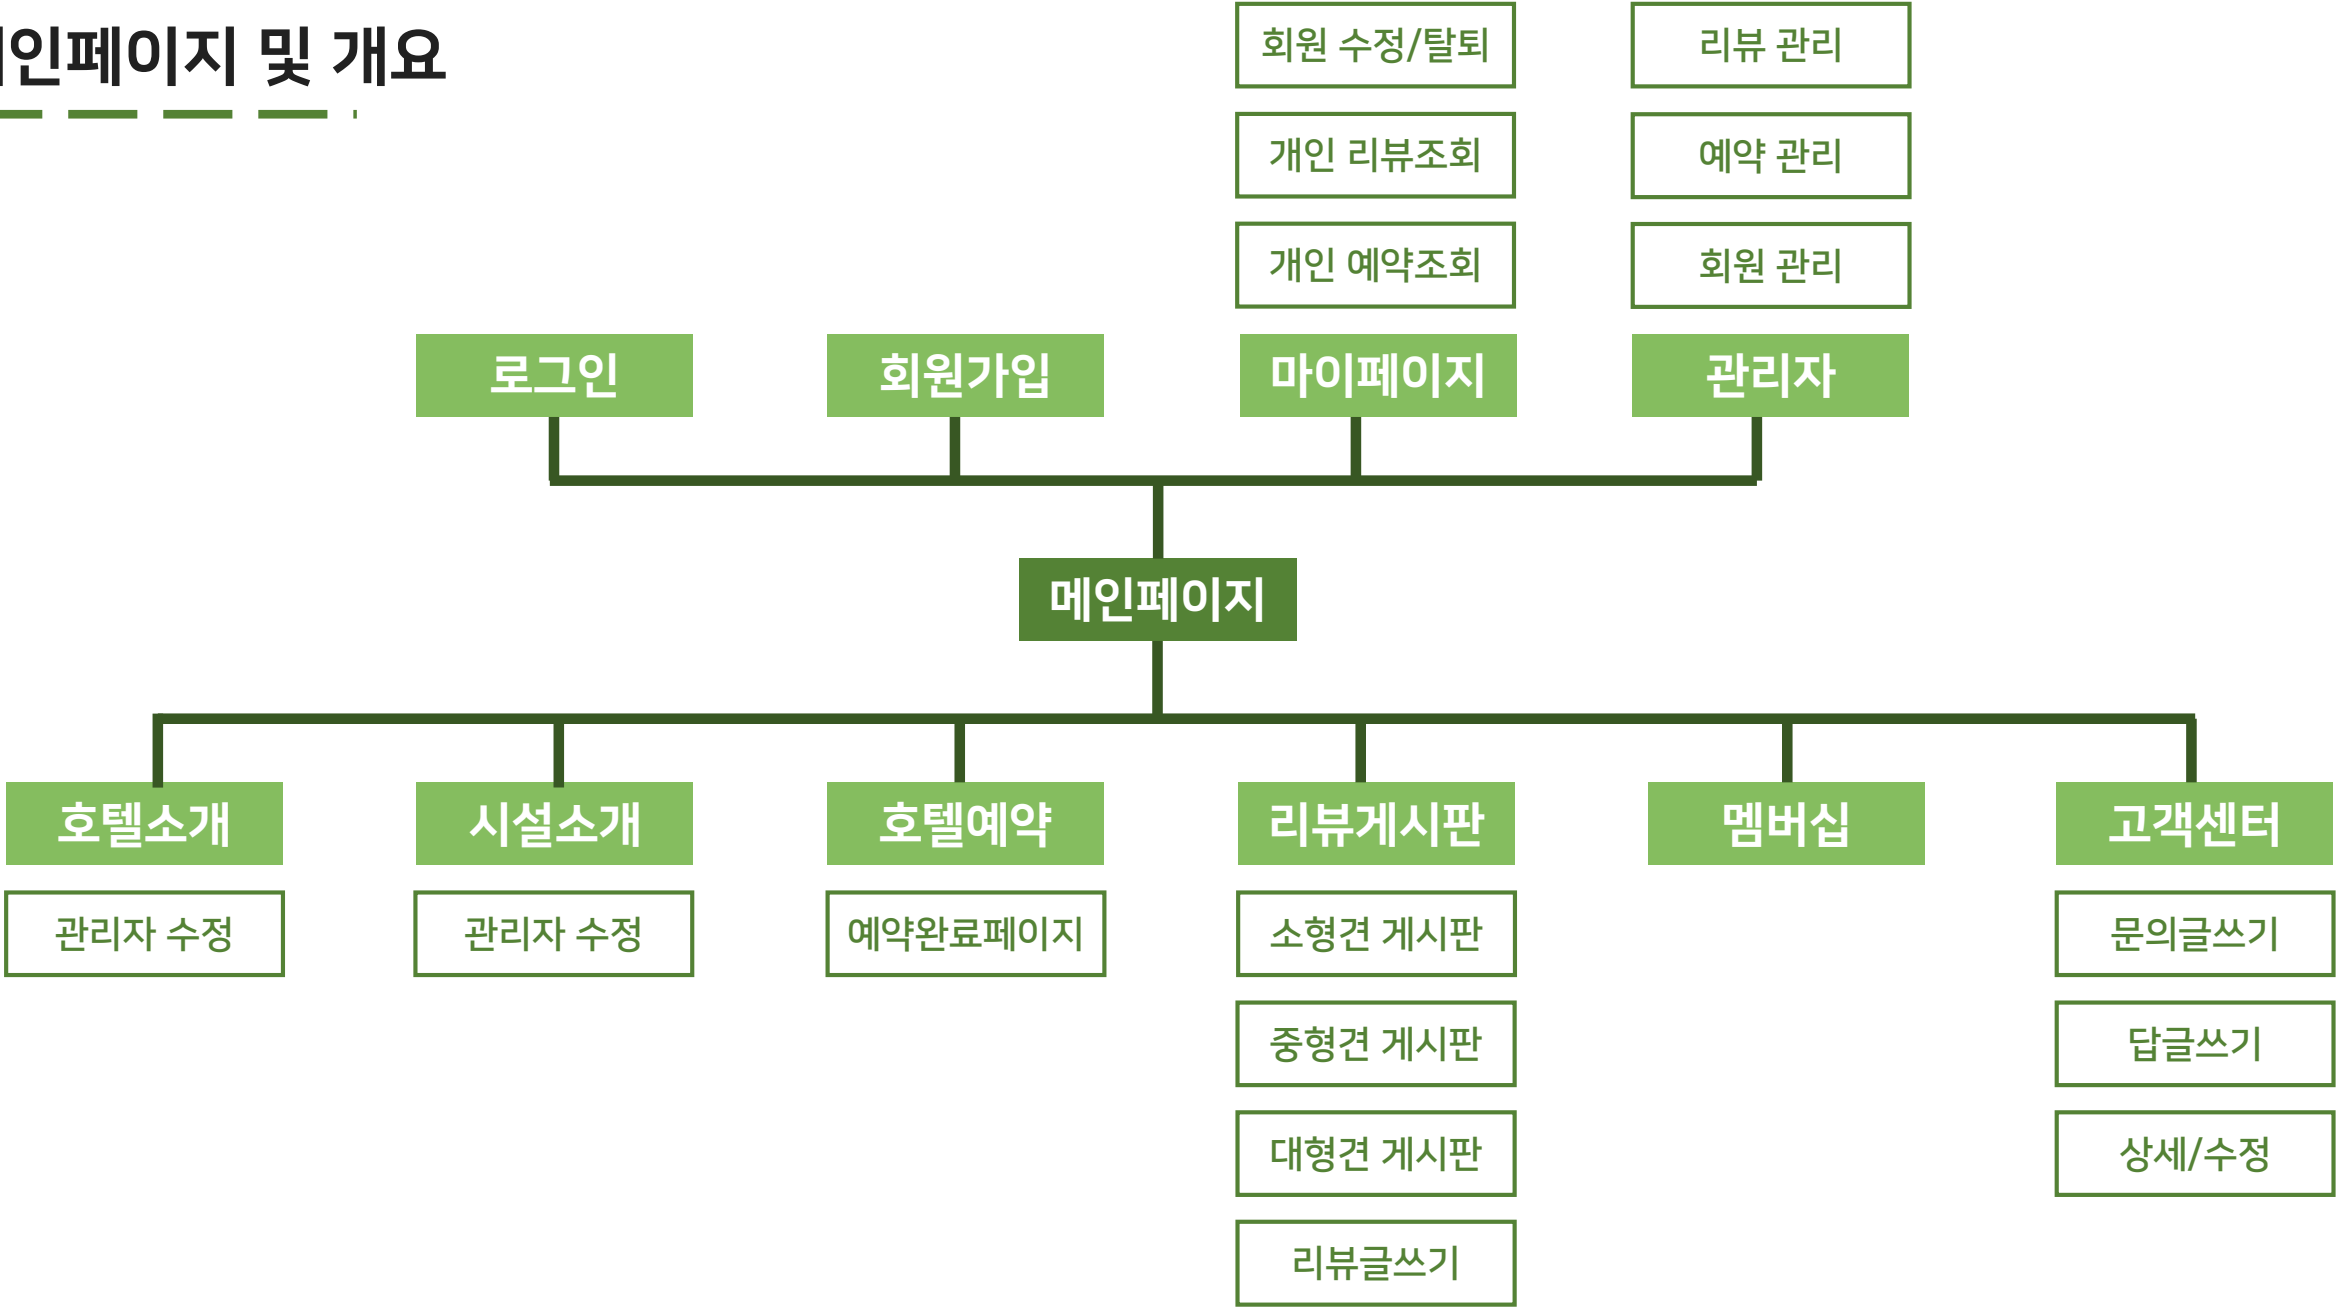 인페이지 및 개요
회원 수정/탈퇴
리뷰 관리
개인 리뷰조회
예약 관리
개인 예약조회
회원 관리
로그인
회원가입
마이페이지
관리자
메인페이지
호텔소개
시설소개
호텔예약
리뷰게시판
멤버십
고객센터
관리자 수정
관리자 수정
예약완료페이지
소형견 게시판
문의글쓰기
중형견 게시판
답글쓰기
대형견 게시판
상세/수정
리뷰글쓰기